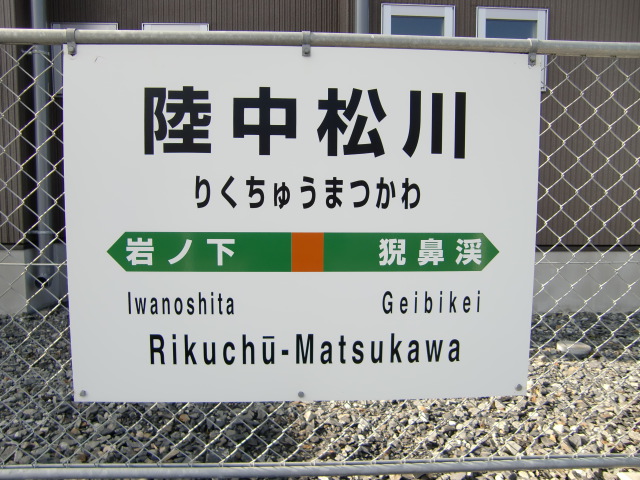 陸中松川
りくちゅうまつかわ
岩ノ下 猊鼻渓
Iwanoshita Geibikei
Rikuchū-Matsukawa